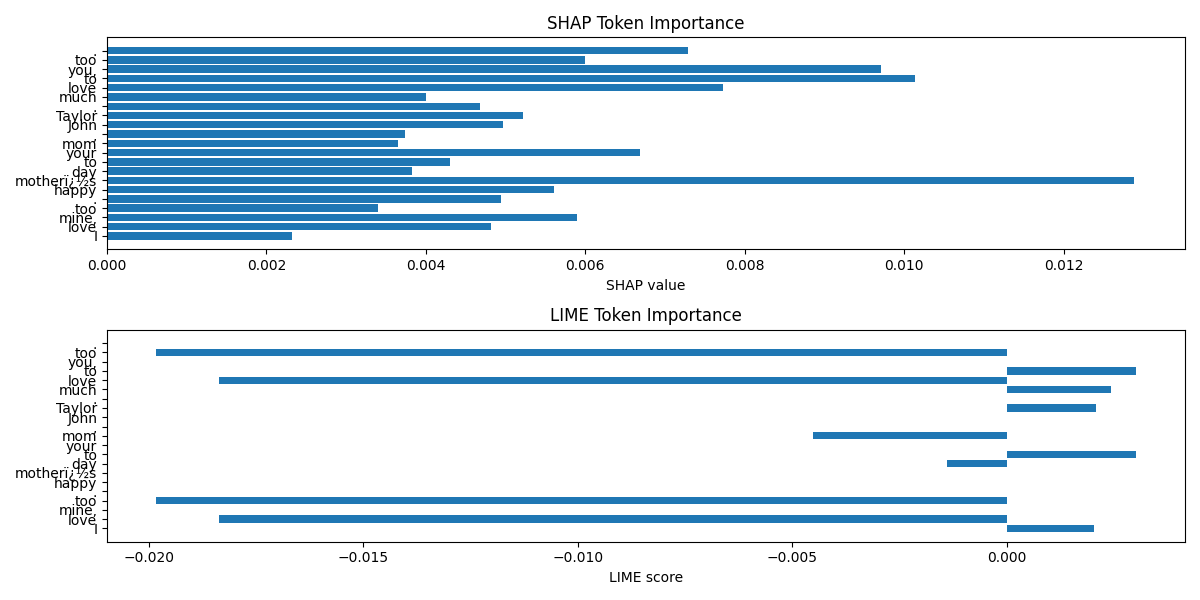 SHAP Token Importance
.
too
you
to
love
much
.
Taylor
John
.
mom
your
to
day
motherï¿½s
happy
.
too
mine
love
I
0.000 0.002 0.004 0.006 0.008 0.010 0.012
SHAP value
LIME Token Importance
.
too
you
to
love
much
.
Taylor
John
.
mom
your
to
day
motherï¿½s
happy
.
too
mine
love
I
−0.020 −0.015 −0.010 −0.005 0.000
LIME score